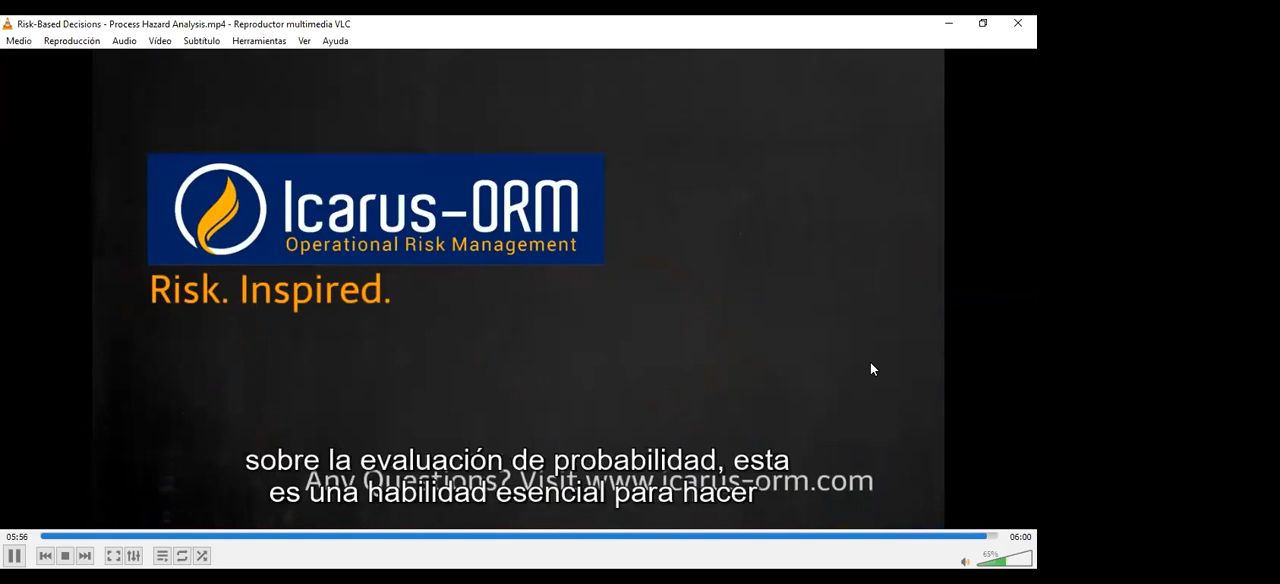 Risk-Based Decisions - Process Hazard Analysis.mp4 - Reproductor multimedia VLC
Medio Reproducción Audio Vídeo Subtítulo Herramientas Ver Ayuda
Icarus-ORM
Operational Risk Management
Risk. Inspired.
sobre la evaluación de probabilidad, esta
Any Questions? Visit www.icarus-orm.com
es una habilidad esencial para hacer
05:56
06:00
65%